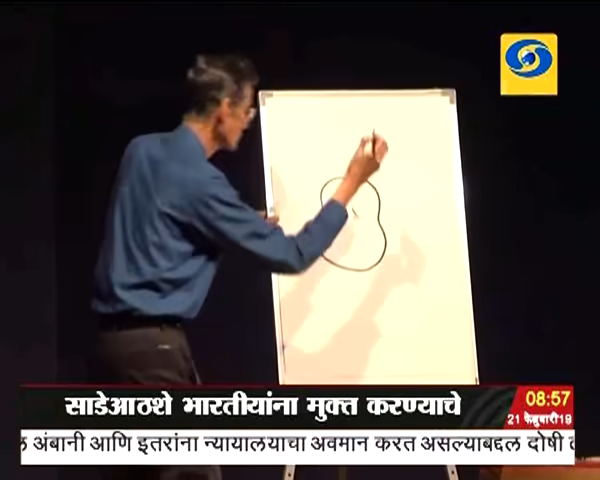 साडेआठशे भारतीयांना मुक्त करण्याचे
08:57
21 फेब्रुवारी 19
अंबानी आणि इतरांना न्यायालयाचा अवमान करत असल्याबद्दल दोषी